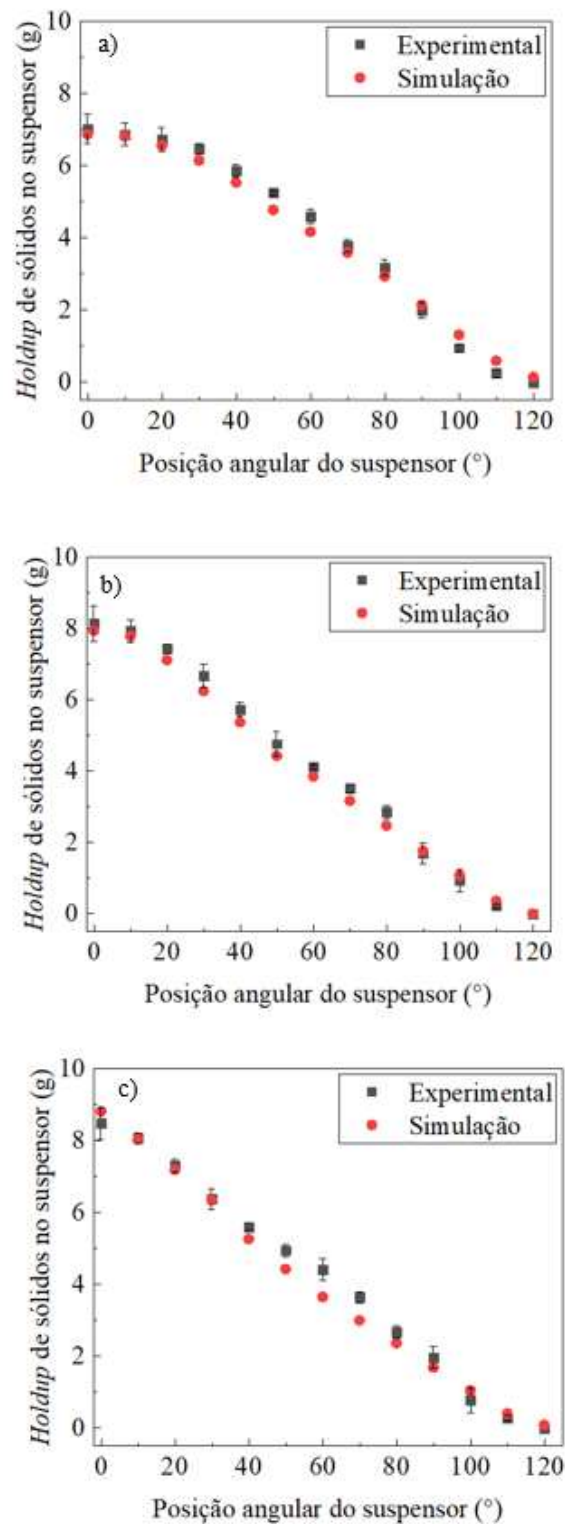 a)
Experimental
Simulação
10
8
6
4
2
0
Holdup de sólidos no suspensor (g)
0 20 40 60 80 100 120
Posição angular do suspensor (°)
b)
Experimental
Simulação
10
8
6
4
2
0
Holdup de sólidos no suspensor (g)
0 20 40 60 80 100 120
Posição angular do suspensor (°)
c)
Experimental
Simulação
10
8
6
4
2
0
Holdup de sólidos no suspensor (g)
0 20 40 60 80 100 120
Posição angular do suspensor (°)